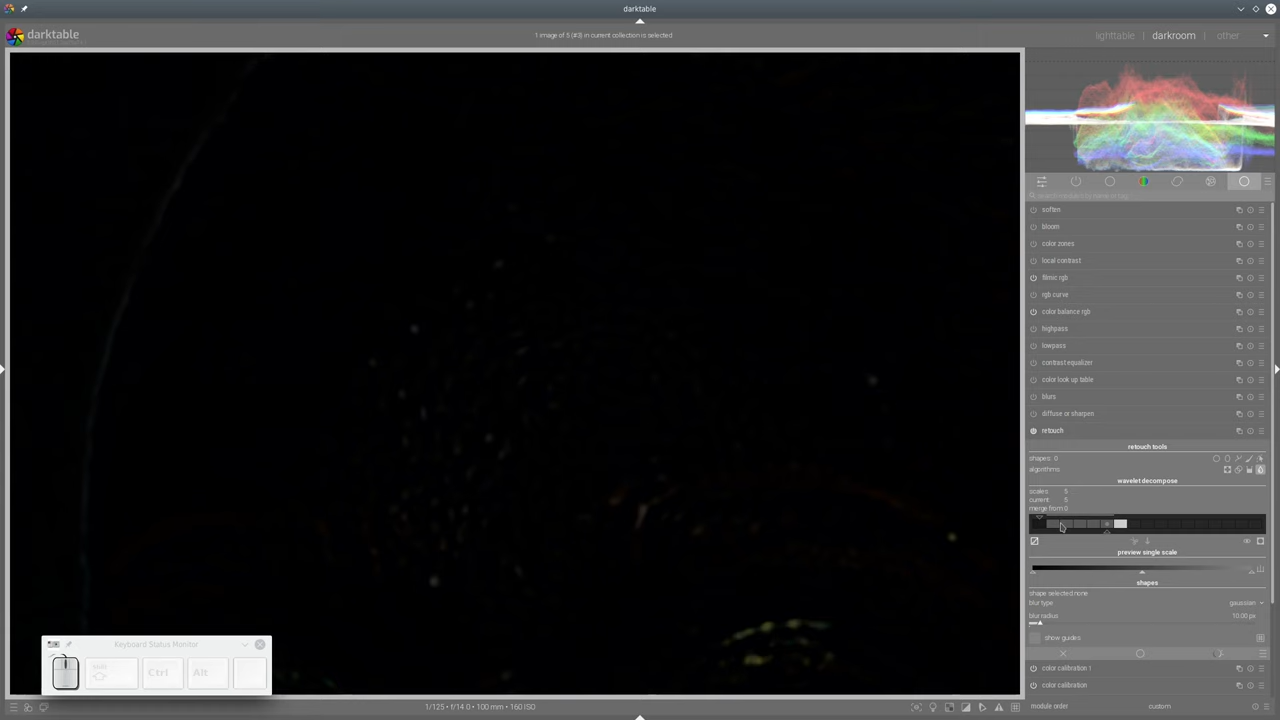 darktable
darktable
1 image of 5 (#3) in current collection is selected
lighttable | darkroom | other
soften
bloom
color zones
local contrast
filmic rgb
rgb curve
color balance rgb
highpass
lowpass
contrast equalizer
color look up table
blurs
diffuse or sharpen
retouch
retouch tools
shapes: 0
algorithms
wavelet decompose
scales 5
current 5
merge from 0
preview single scale
shapes
shape selected none
blur type gaussian
blur radius 10.00 px
show guides
color calibration 1
color calibration
module order custom
Keyboard Status Monitor
Shift Ctrl Alt
1/125 • f/14.0 • 100 mm • 160 ISO